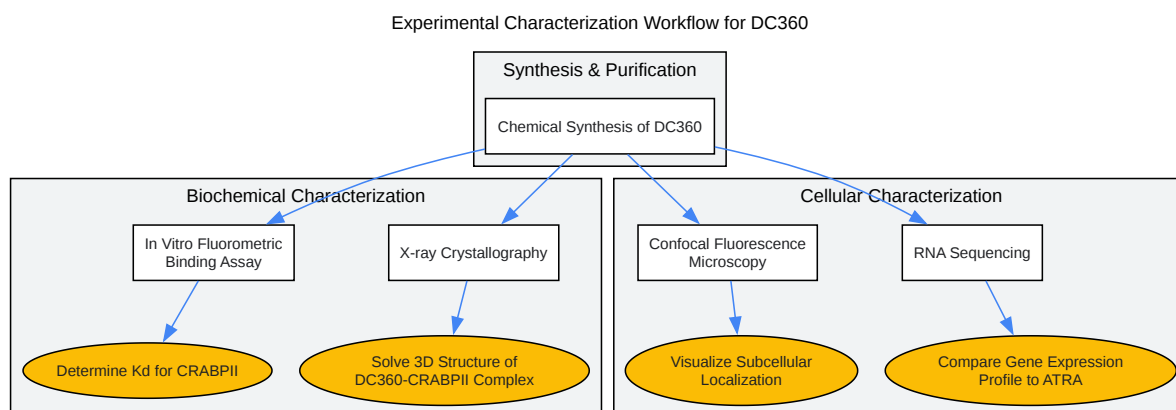 Experimental Characterization Workflow for DC360
Synthesis & Purification
Chemical Synthesis of DC360
Biochemical Characterization
Cellular Characterization
In Vitro Fluorometric
Binding Assay
X-ray Crystallography
Confocal Fluorescence
Microscopy
RNA Sequencing
Determine Kd for CRABPII
Solve 3D Structure of
DC360-CRABPII Complex
Visualize Subcellular
Localization
Compare Gene Expression
Profile to ATRA